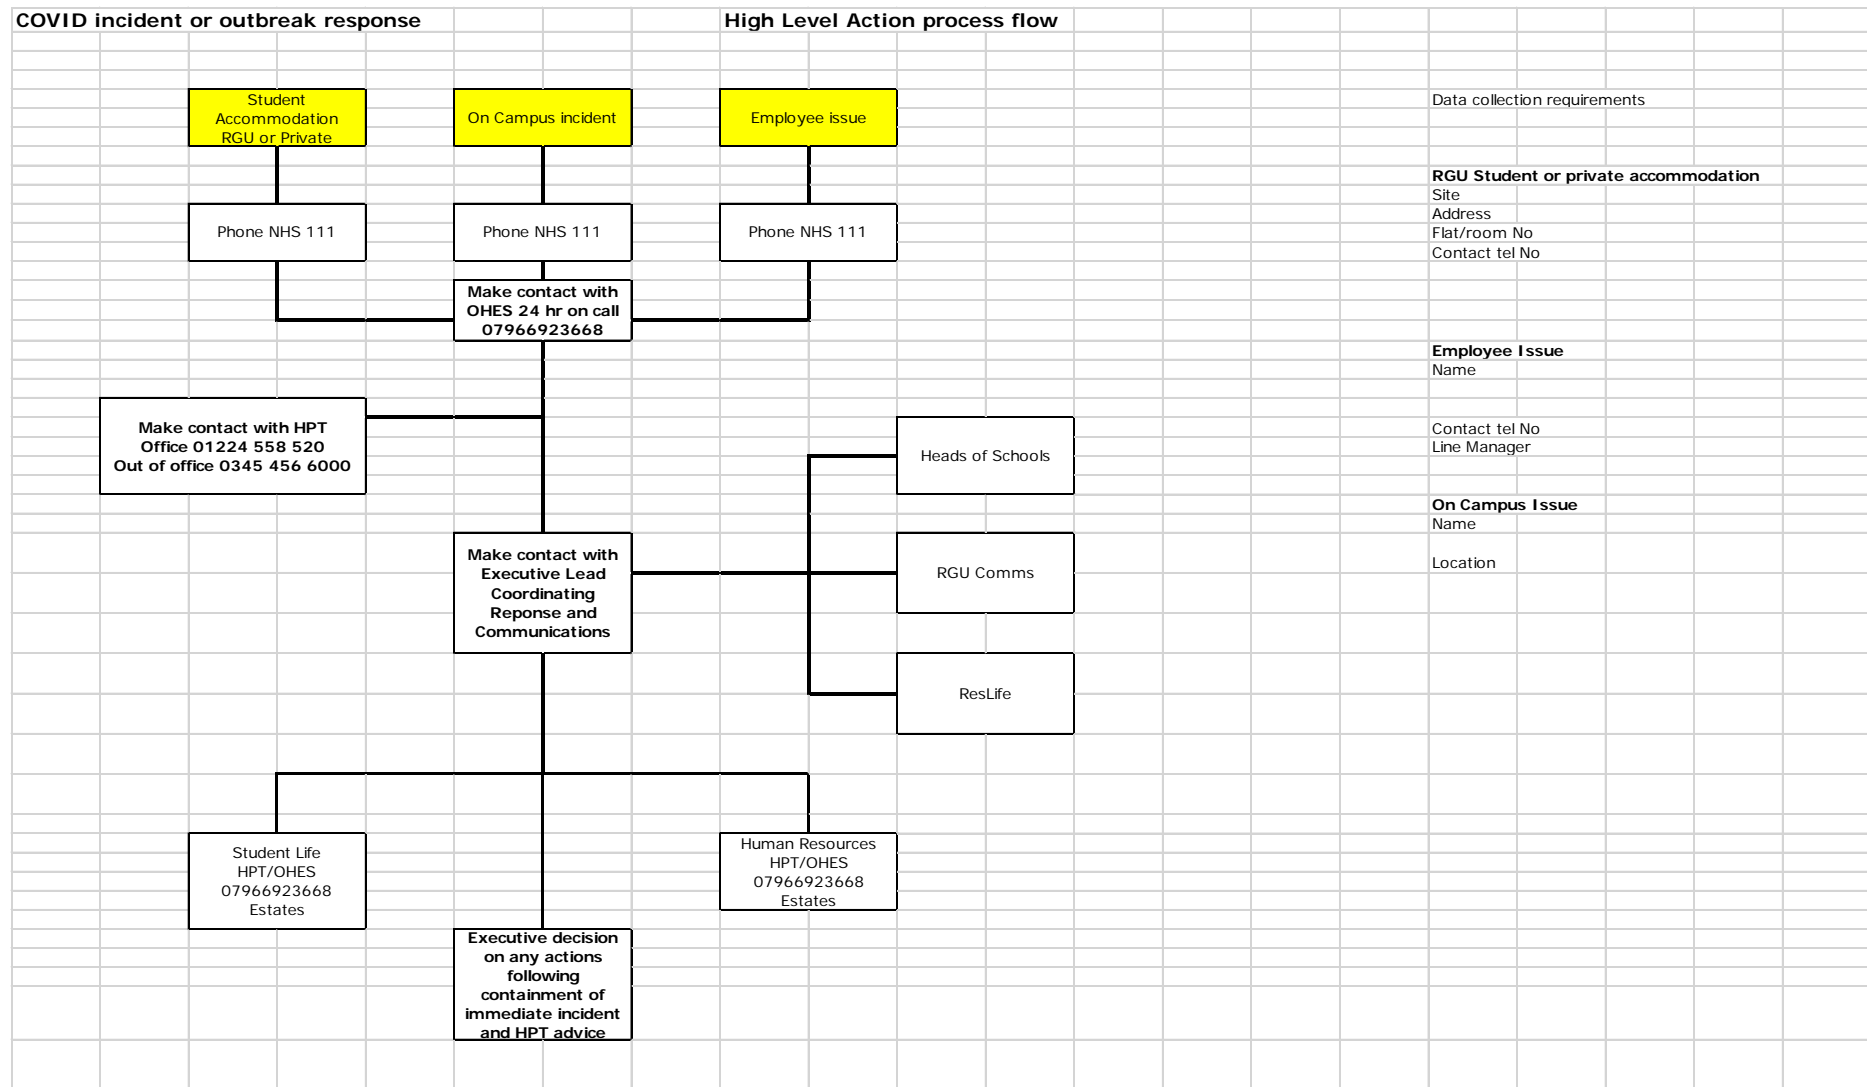 COVID incident or outbreak response
High Level Action process flow
Student
Accommodation
RGU or Private
On Campus incident
Employee issue
Data collection requirements
RGU Student or private accommodation
Site
Address
Flat/room No
Contact tel No
Phone NHS 111
Phone NHS 111
Phone NHS 111
Make contact with
OHES 24 hr on call
07966923668
Employee Issue
Name
Contact tel No
Line Manager
Make contact with HPT
Office 01224 558 520
Out of office 0345 456 6000
Heads of Schools
On Campus Issue
Name
Location
Make contact with
Executive Lead
Coordinating
Reponse and
Communications
RGU Comms
ResLife
Student Life
HPT/OHES
07966923668
Estates
Human Resources
HPT/OHES
07966923668
Estates
Executive decision
on any actions
following
containment of
immediate incident
and HPT advice